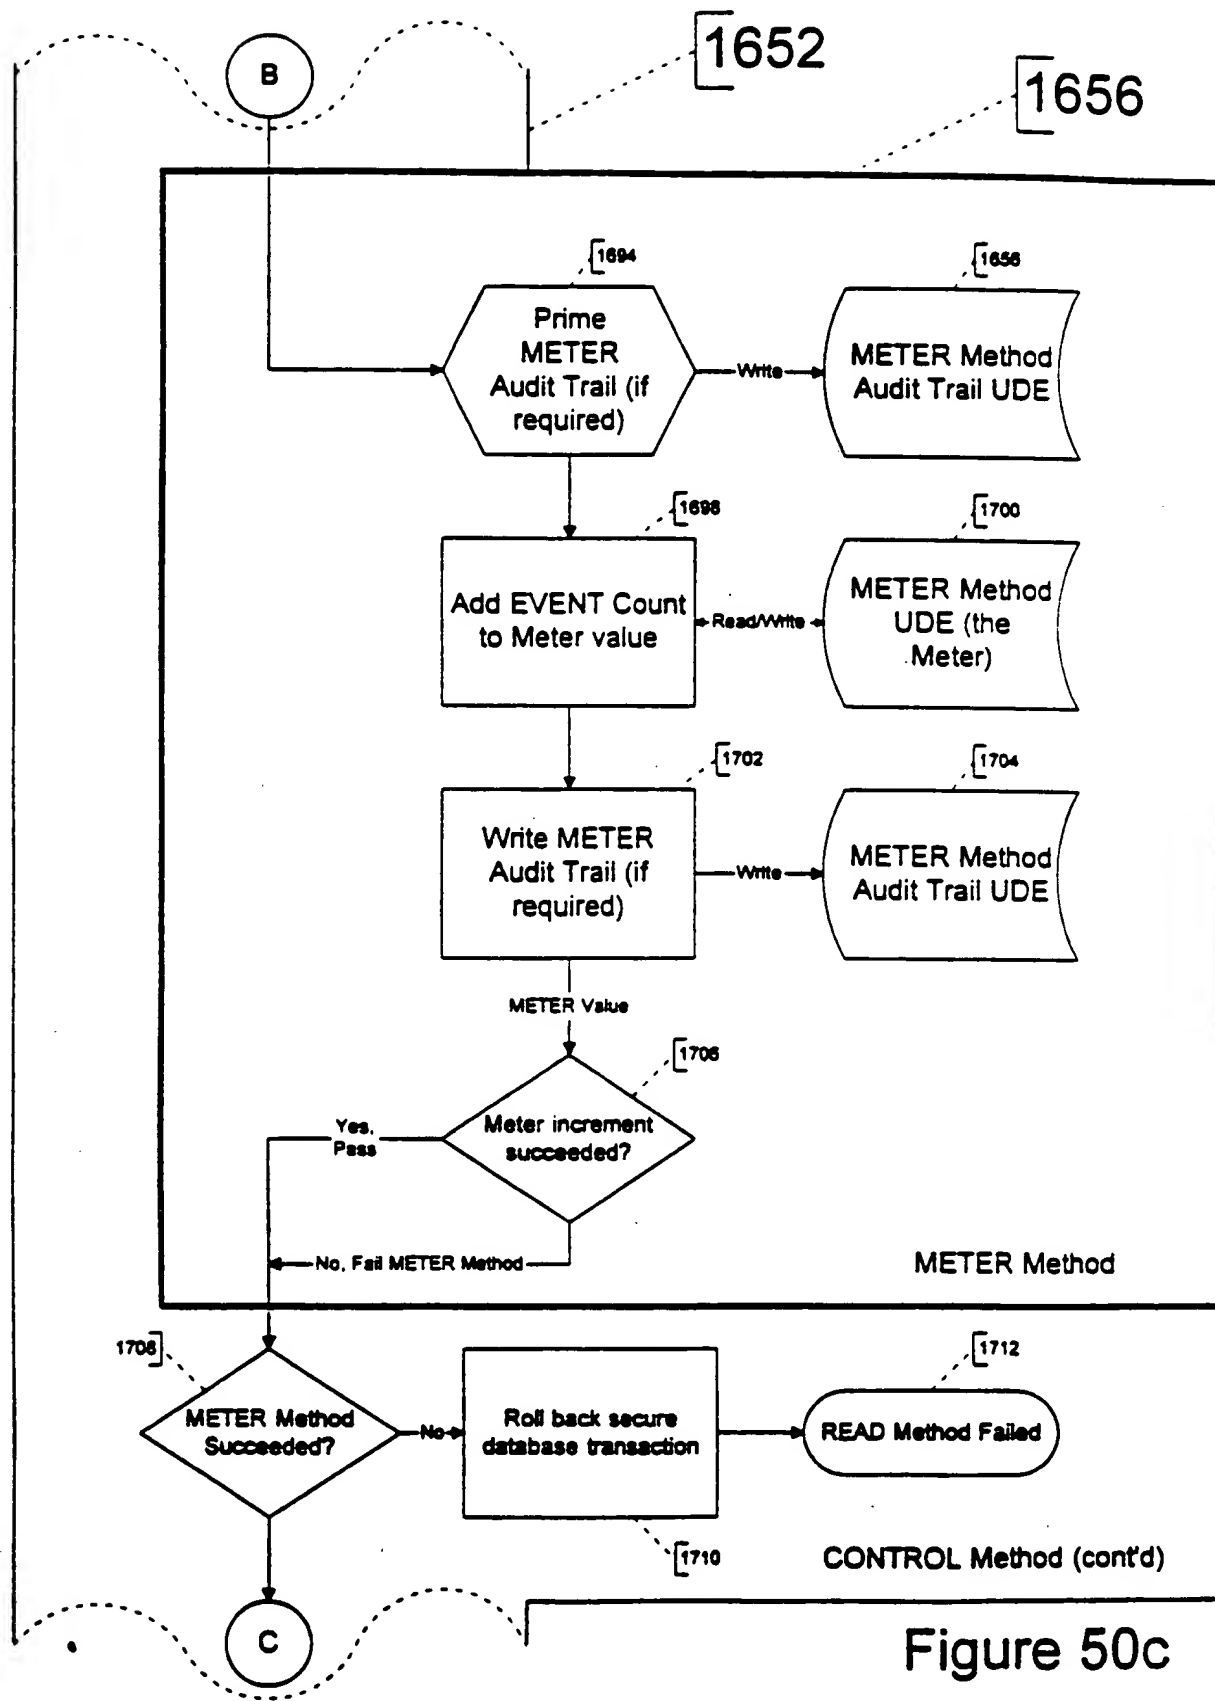 B
1652
1656
1694
Prime
METER
Audit Trail (if
required)
Write
1656
METER Method
Audit Trail UDE
1698
Add EVENT Count
to Meter value
Read/Write
1700
METER Method
UDE (the
Meter)
1702
Write METER
Audit Trail (if
required)
Write
1704
METER Method
Audit Trail UDE
METER Value
1706
Meter increment
succeeded?
Yes,
Pass
No, Fail METER Method
METER Method
1708
METER Method
Succeeded?
No
Roll back secure
database transaction
1710
1712
READ Method Failed
CONTROL Method (cont'd)
C
Figure 50c